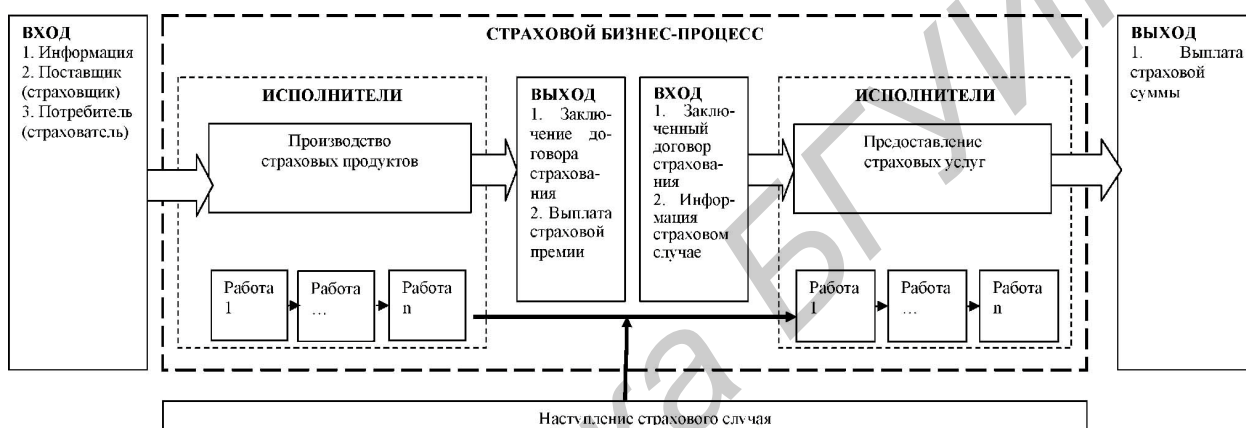 ВХОД
1. Информация
2. Поставщик
(страховщик)
3. Потребитель
(страхователь)
СТРАХОВОЙ БИЗНЕС-ПРОЦЕСС
ИСПОЛНИТЕЛИ
Производство
страховых продуктов
Работа
1
Работа
…
Работа
n
ВЫХОД
1. Заклю-
чение до-
говора
страхова-
ния
2. Выплата
страховой
премии
ВХОД
1. Заклю-
ченный
договор
страхова-
ния
2. Инфор-
мация
страховом
случае
ИСПОЛНИТЕЛИ
Предоставление
страховых услуг
Работа
1
Работа
…
Работа
n
ВЫХОД
1. Выплата
страховой
суммы
Наступление страхового случая